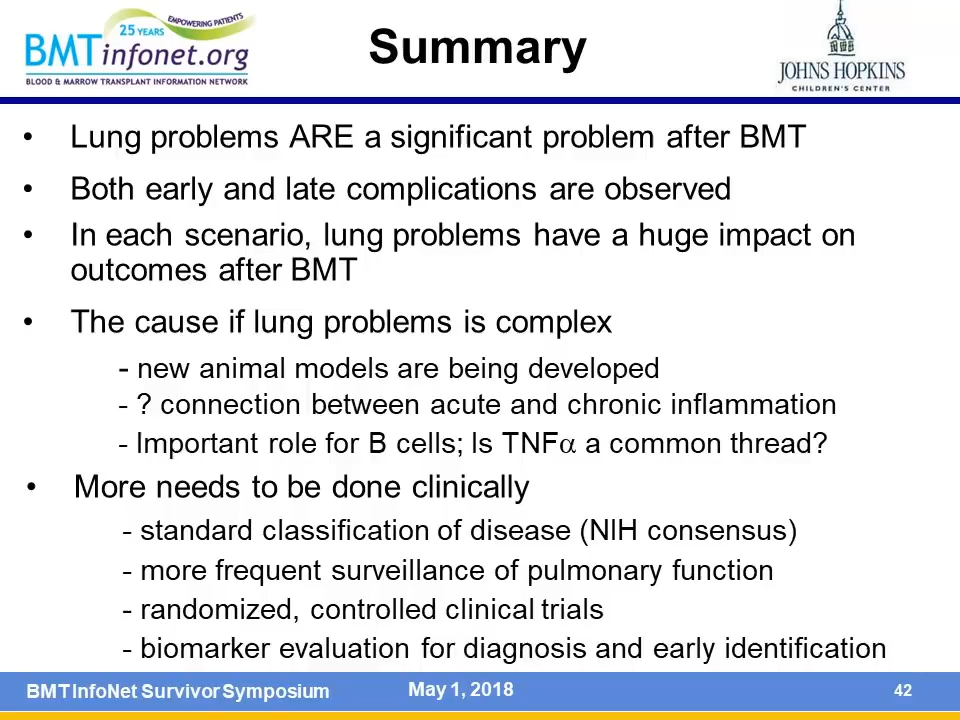 25 YEARS EMPOWERING PATIENTS
BMTinfonet.org
BLOOD & MARROW TRANSPLANT INFORMATION NETWORK
Summary
JOHNS HOPKINS
CHILDREN'S CENTER
• Lung problems ARE a significant problem after BMT
• Both early and late complications are observed
• In each scenario, lung problems have a huge impact on
outcomes after BMT
• The cause if lung problems is complex
- new animal models are being developed
- ? connection between acute and chronic inflammation
- Important role for B cells; Is TNFα a common thread?
• More needs to be done clinically
- standard classification of disease (NIH consensus)
- more frequent surveillance of pulmonary function
- randomized, controlled clinical trials
- biomarker evaluation for diagnosis and early identification
BMT InfoNet Survivor Symposium
May 1, 2018
42